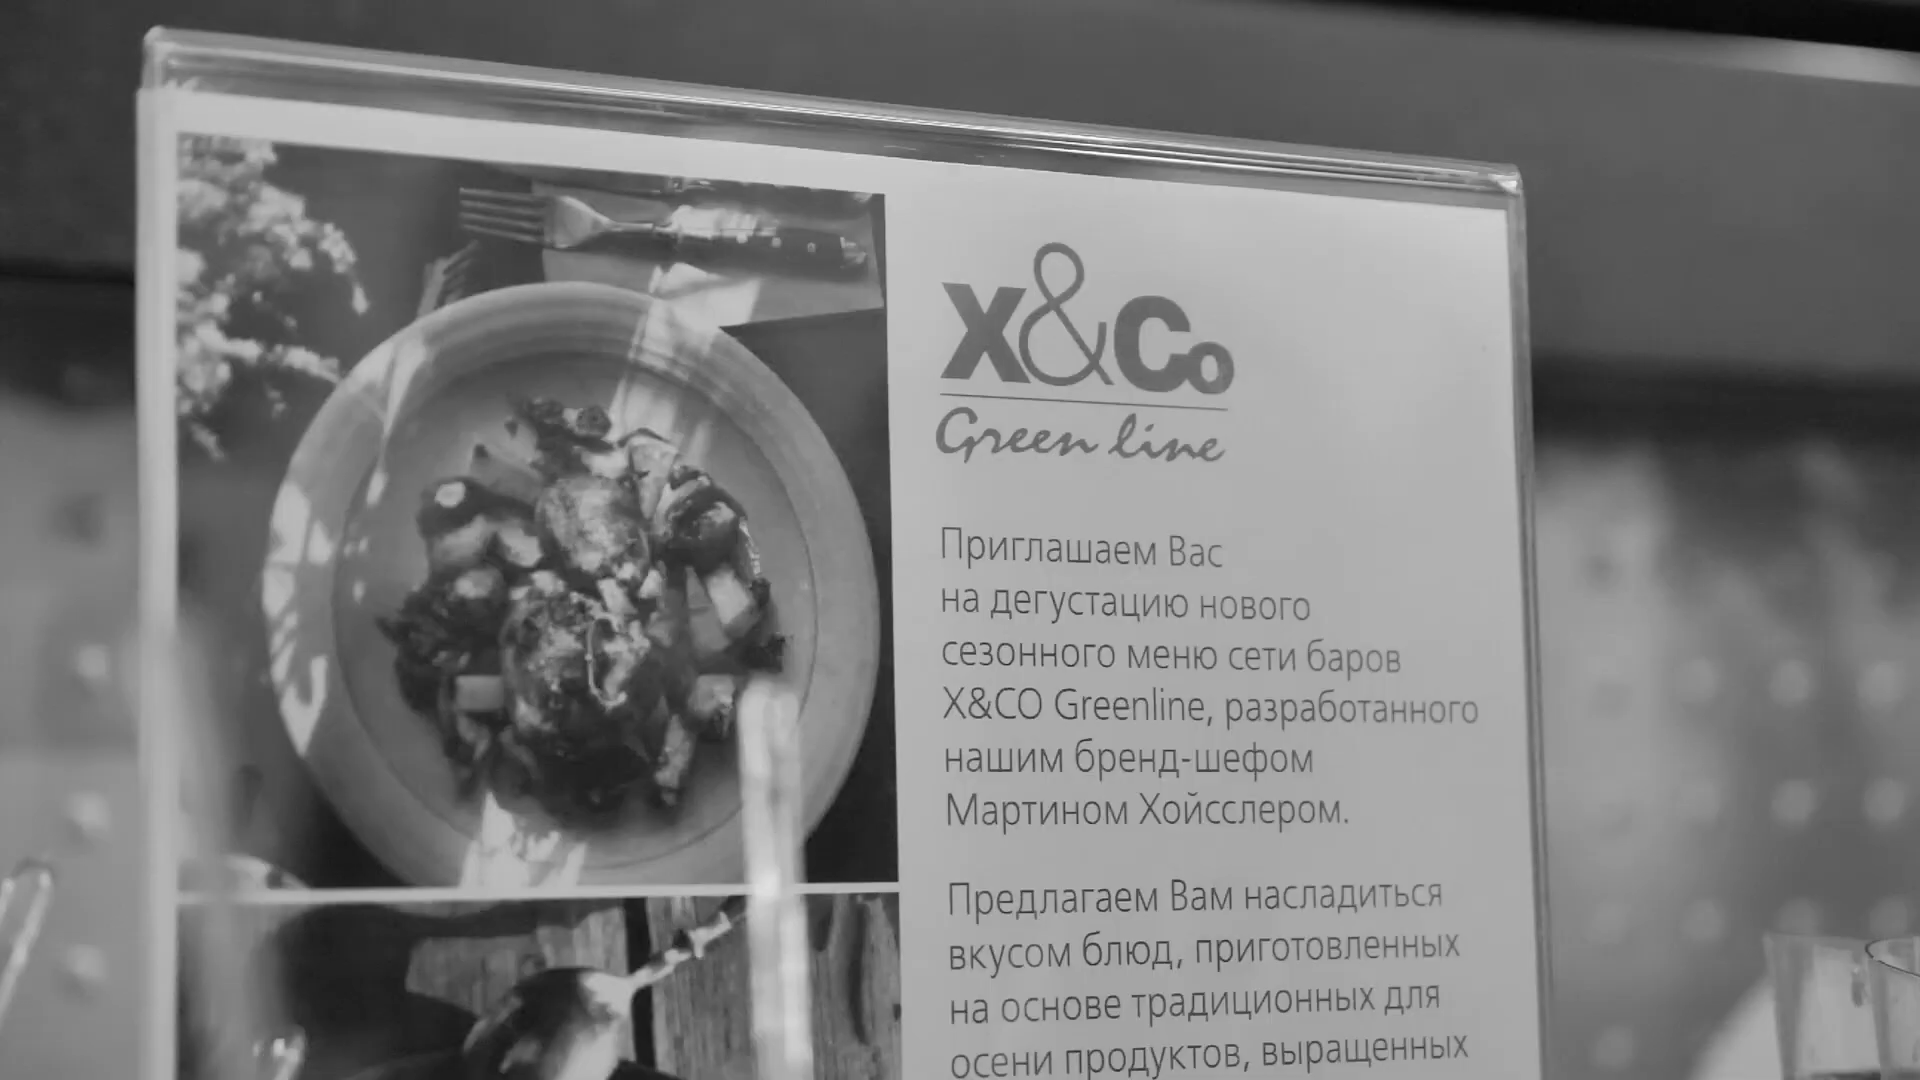 X&Co
Green line
Приглашаем Вас
на дегустацию нового
сезонного меню сети баров
X&CO Greenline, разработанного
нашим бренд-шефом
Мартином Хойсслером.
Предлагаем Вам насладиться
вкусом блюд, приготовленных
на основе традиционных для
осени продуктов, выращенных